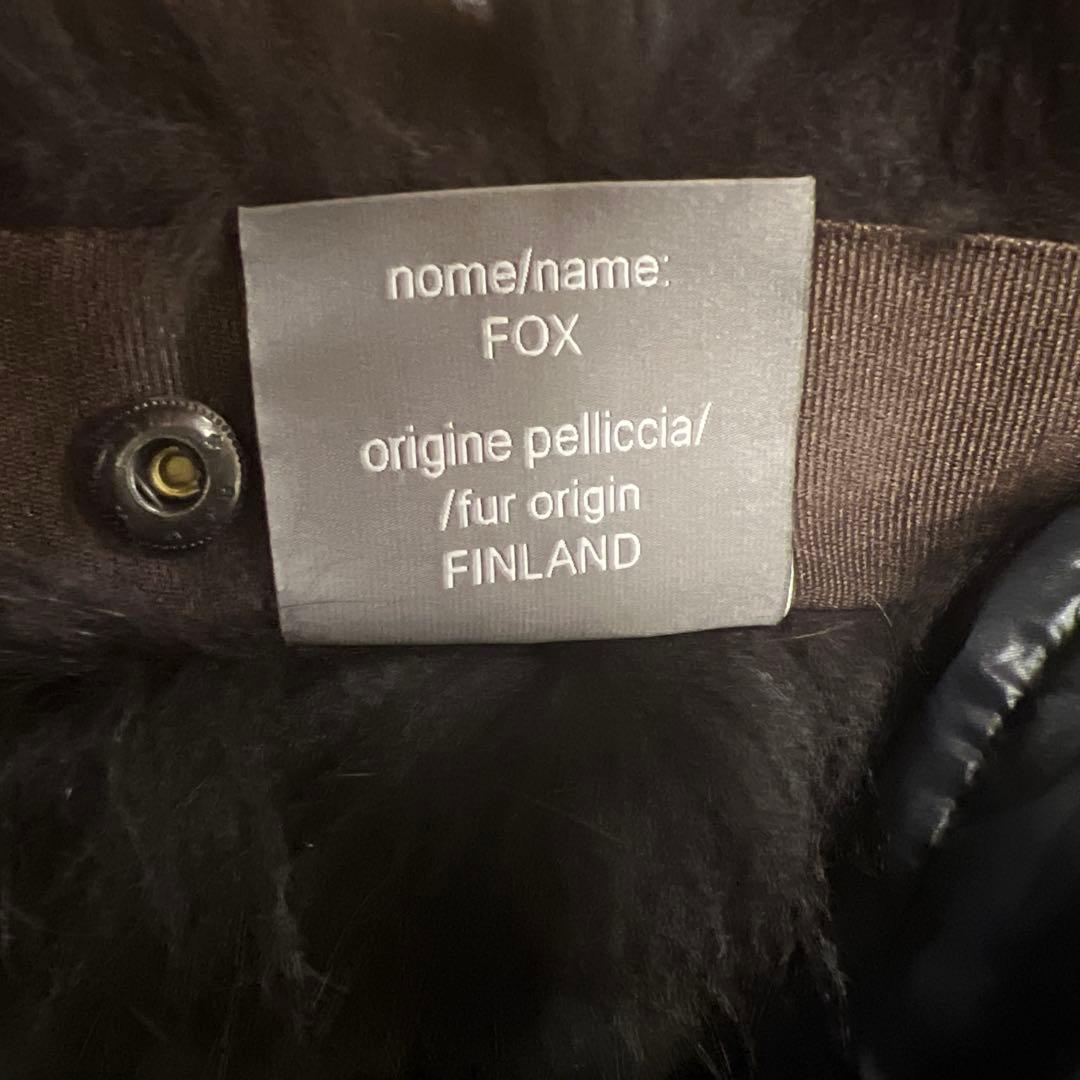 nome/name:
FOX
origine pelliccia/
/fur origin
FINLAND